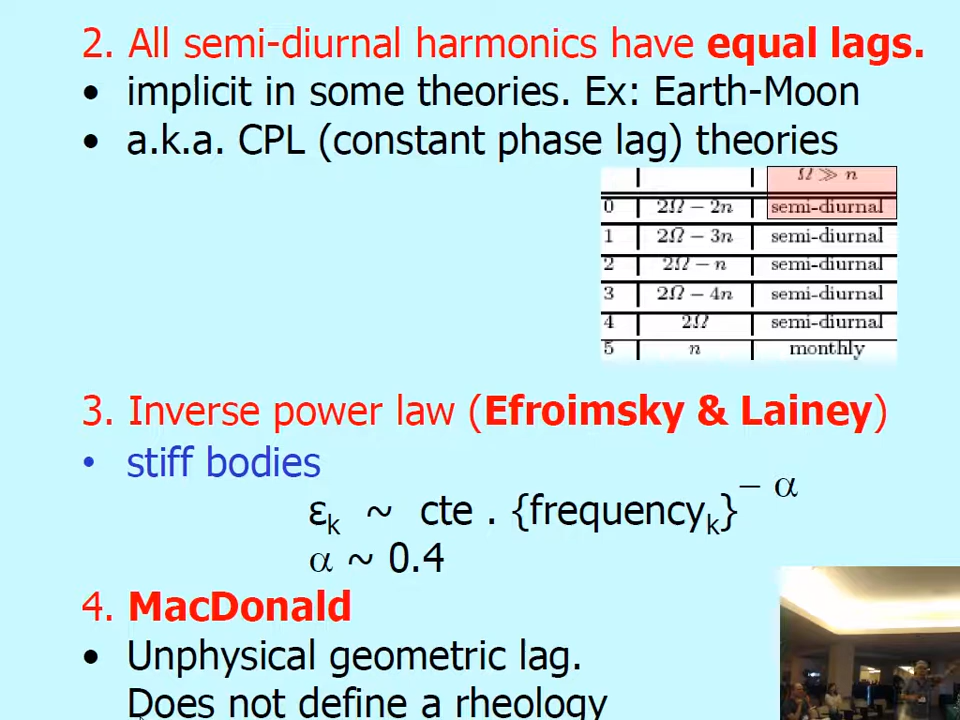 2. All semi-diurnal harmonics have equal lags.
• implicit in some theories. Ex: Earth-Moon
• a.k.a. CPL (constant phase lag) theories
Ω ≫ n
0 2Ω − 2n semi-diurnal
1 2Ω − 3n semi-diurnal
2 2Ω − n semi-diurnal
3 2Ω − 4n semi-diurnal
4 2Ω semi-diurnal
5 n monthly
3. Inverse power law (Efroimsky & Lainey)
• stiff bodies
εk ~ cte . {frequencyk}− α
α ~ 0.4
4. MacDonald
• Unphysical geometric lag.
Does not define a rheology